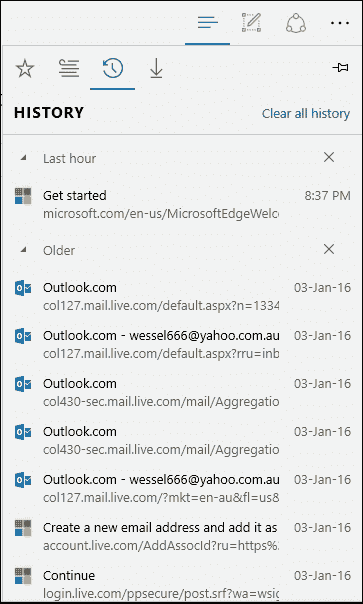 HISTORY Clear all history
Last hour
Get started 8:37 PM
microsoft.com/en-us/MicrosoftEdgeWelc
Older
Outlook.com 03-Jan-16
col127.mail.live.com/default.aspx?n=1334
Outlook.com - wessel666@yahoo.com.au 03-Jan-16
col127.mail.live.com/default.aspx?rru=inb
Outlook.com 03-Jan-16
col430-sec.mail.live.com/mail/Aggregatio
Outlook.com 03-Jan-16
col430-sec.mail.live.com/mail/Aggregatio
Outlook.com - wessel666@yahoo.com.au 03-Jan-16
col127.mail.live.com/?mkt=en-au&fl=us&
Create a new email address and add it as 03-Jan-16
account.live.com/AddAssocId?ru=https%
Continue 03-Jan-16
login.live.com/ppsecure/post.srf?wa=wsig